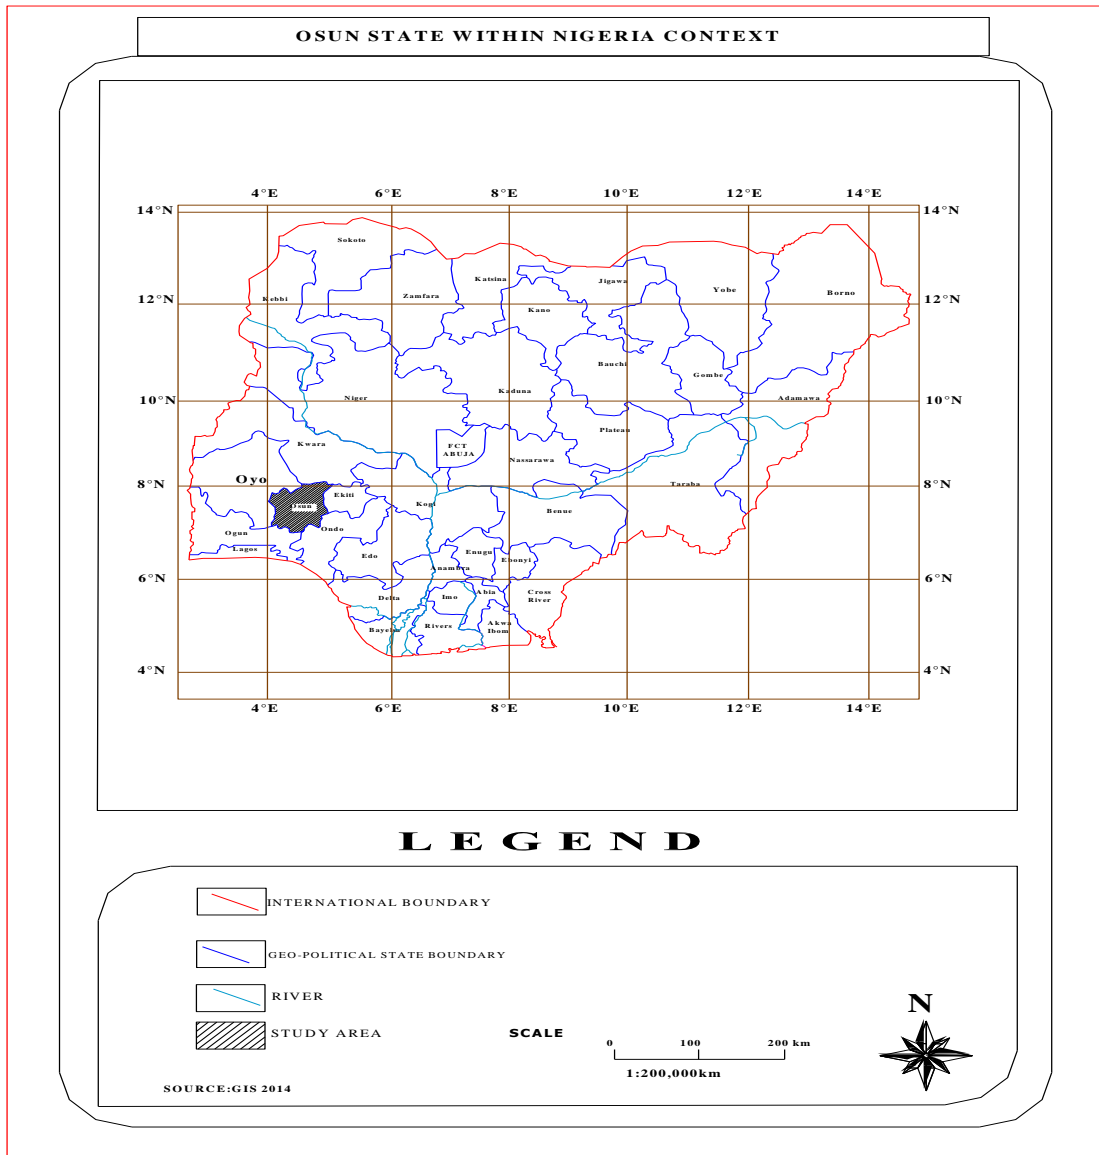 OSUN STATE WITHIN NIGERIA CONTEXT
4°E 6°E 8°E 10°E 12°E 14°E
14°N 14°N
Sokoto
Katsina
Jigawa
Yobe
Borno
Zamfara
Kebbi
12°N 12°N
Kano
Bauchi
Gombe
Kaduna
Niger
Adamawa
10°N 10°N
Plateau
Kwara
FCT
ABUJA
Nassarawa
Oyo
8°N 8°N
Taraba
Ekiti
Osun
Kogi
Benue
Ogun
Ondo
Lagos
Edo
Enugu
Ebonyi
Anambra
6°N 6°N
Delta
Imo
Abia
Cross
River
Bayelsa
Rivers
Akwa
Ibom
4°N 4°N
4°E 6°E 8°E 10°E 12°E 14°E
LEGEND
INTERNATIONAL BOUNDARY
GEO-POLITICAL STATE BOUNDARY
RIVER
STUDY AREA
SCALE
0 100 200 km
1:200,000km
N
SOURCE:GIS 2014